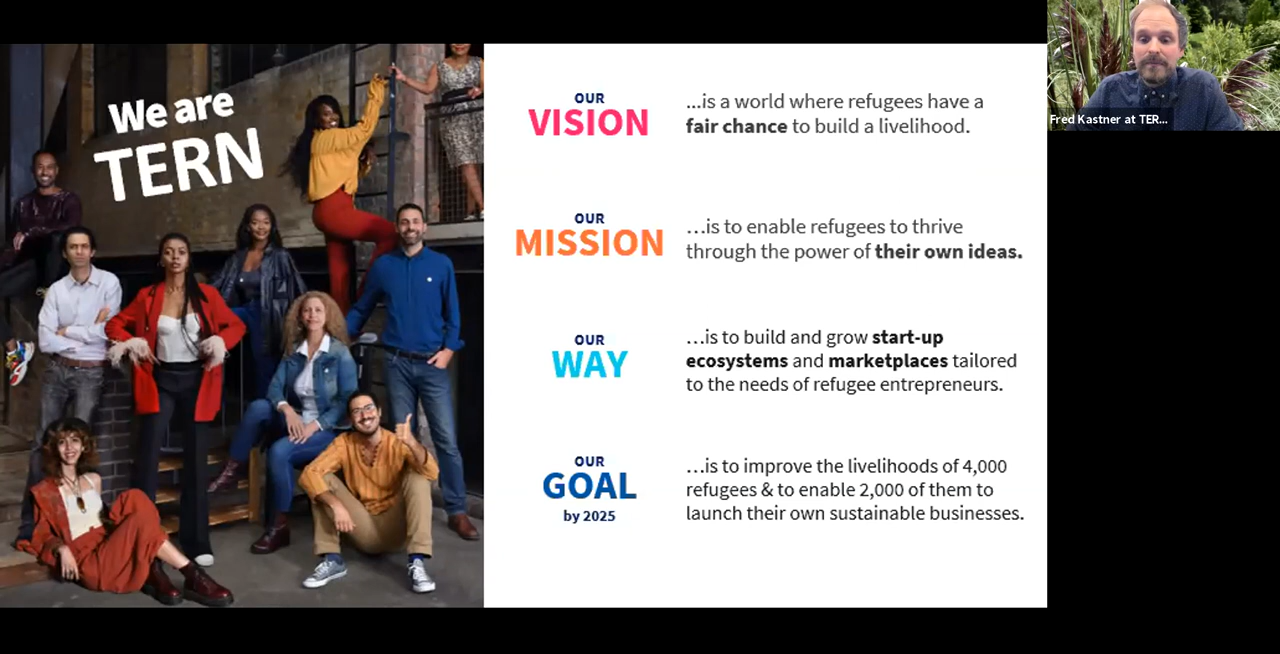 We are
TERN
OUR
VISION
...is a world where refugees have a
fair chance to build a livelihood.
OUR
MISSION
…is to enable refugees to thrive
through the power of their own ideas.
OUR
WAY
…is to build and grow start-up
ecosystems and marketplaces tailored
to the needs of refugee entrepreneurs.
OUR
GOAL
by 2025
…is to improve the livelihoods of 4,000
refugees & to enable 2,000 of them to
launch their own sustainable businesses.
Fred Kastner at TER...